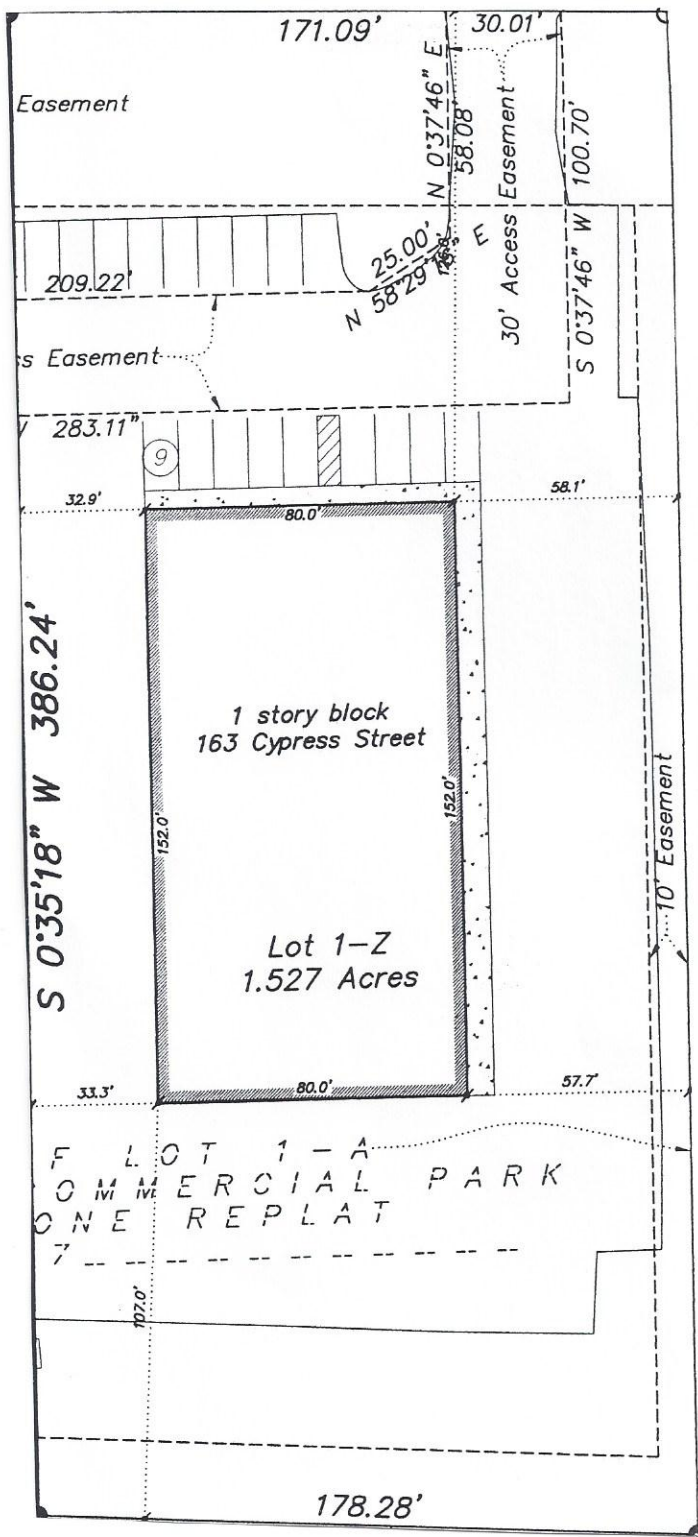 171.09'
30.01'
Easement
N 0°37'46" E
58.08'
30' Access Easement
S 0°37'46" W 100.70'
25.00'
N 58°29' E
209.22'
ss Easement
283.11"
9
32.9'
80.0'
58.1'
S 0°35'18" W 386.24'
1 story block
163 Cypress Street
152.0'
152.0'
10' Easement
Lot 1-Z
1.527 Acres
33.3'
80.0'
57.7'
F LOT 1-A
OMMERCIAL PARK
ONE REPLAT
7
107.0'
178.28'